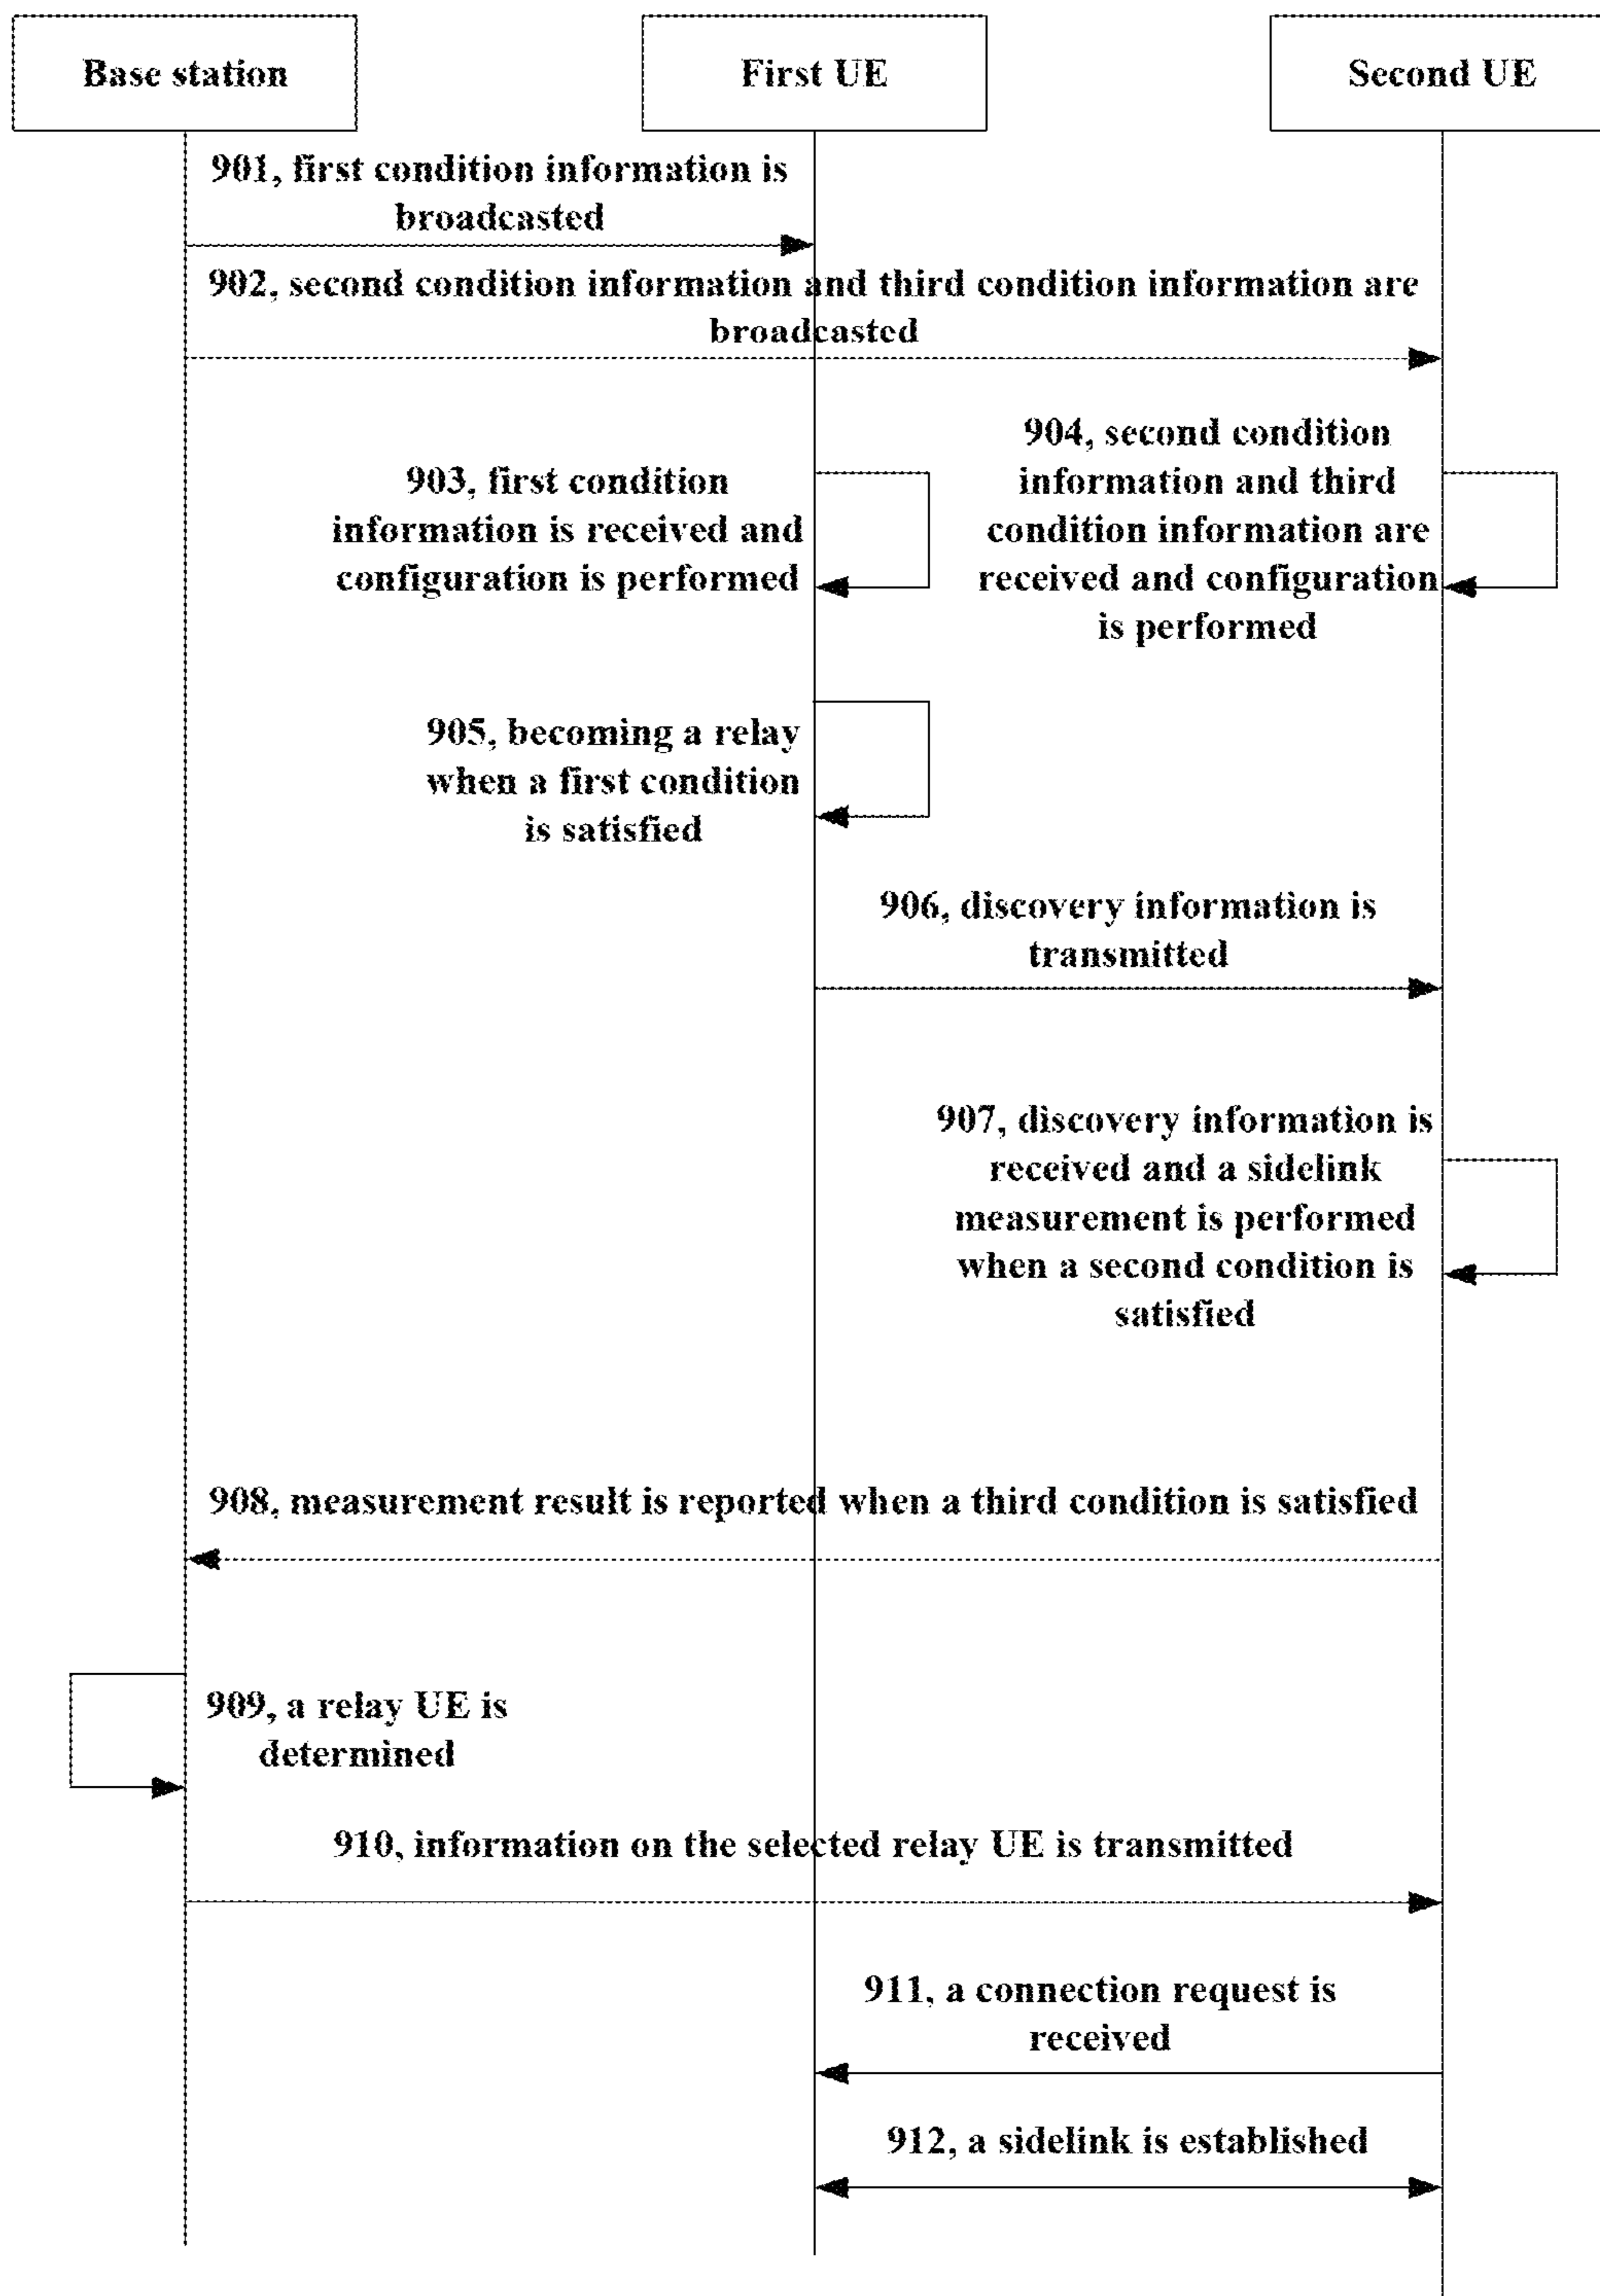 Base station
First UE
Second UE
901, first condition information is
broadcasted
902, second condition information and third condition information are
broadcasted
903, first condition
information is received and
configuration is performed
904, second condition
information and third
condition information are
received and configuration
is performed
905, becoming a relay
when a first condition
is satisfied
906, discovery information is
transmitted
907, discovery information is
received and a sidelink
measurement is performed
when a second condition is
satisfied
908, measurement result is reported when a third condition is satisfied
909, a relay UE is
determined
910, information on the selected relay UE is transmitted
911, a connection request is
received
912, a sidelink is established